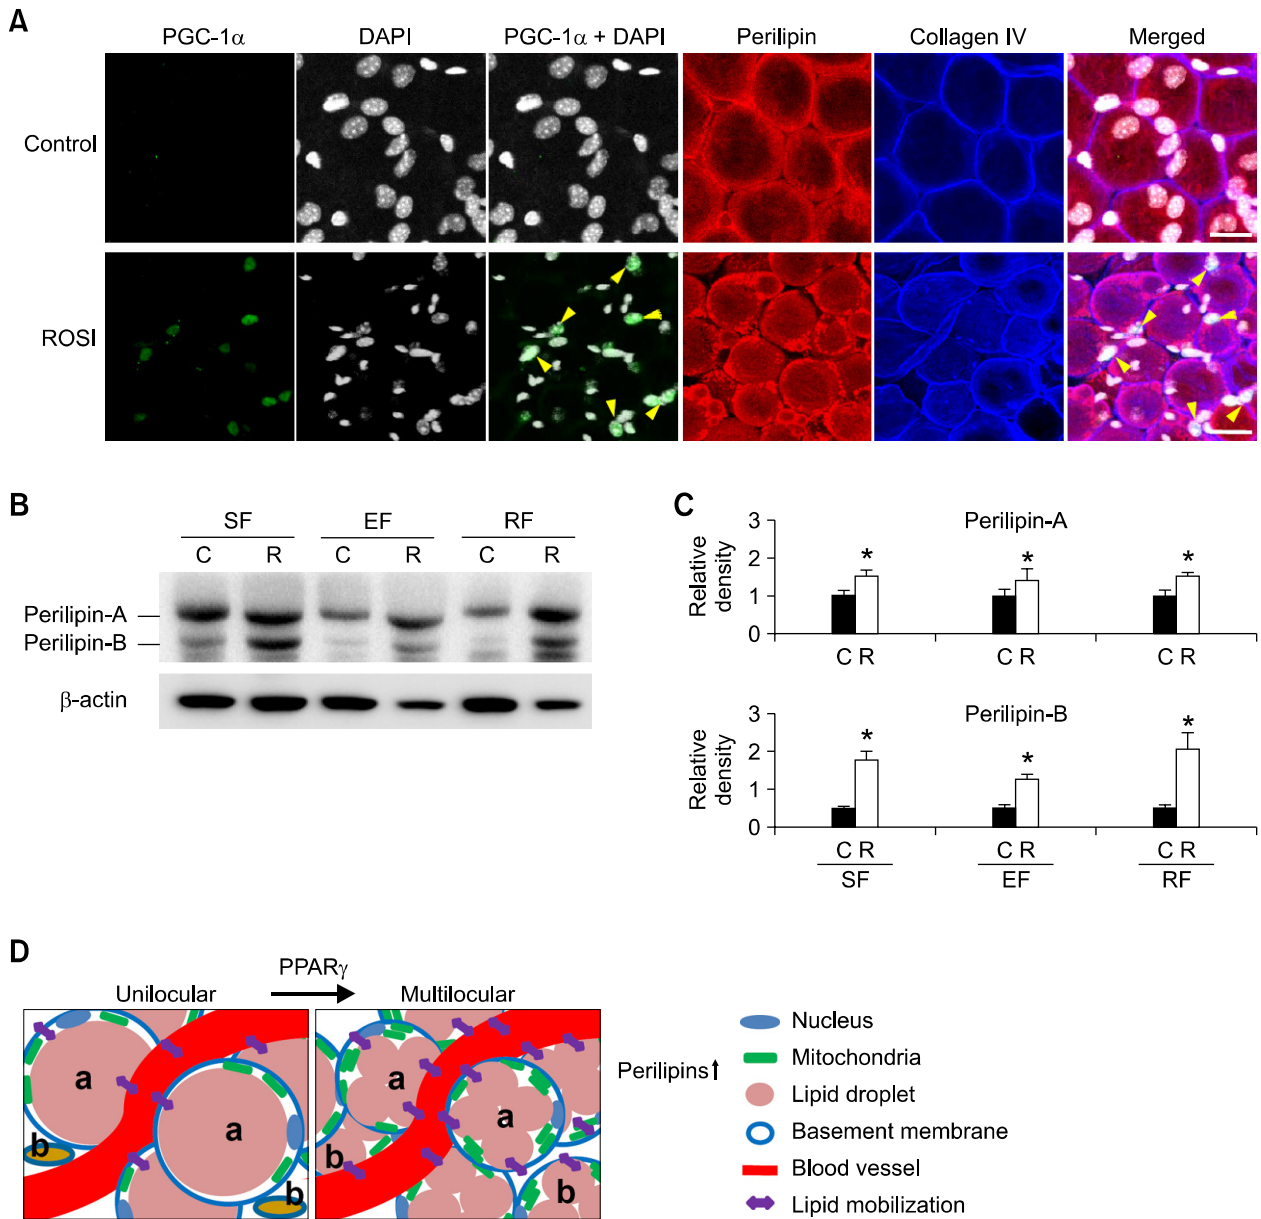 A
PGC-1α DAPI PGC-1α + DAPI Perilipin Collagen IV Merged
Control
ROSI
B
SF EF RF
C R C R C R
Perilipin-A
Perilipin-B
β-actin
C
Perilipin-A
Relative density
3
2
1
0
* * *
C R C R C R
Perilipin-B
Relative density
3
2
1
0
* * *
C R C R C R
SF EF RF
D
PPARγ
Unilocular Multilocular
a
a
b
b
a
a
b
b
Perilipins
Nucleus
Mitochondria
Lipid droplet
Basement membrane
Blood vessel
Lipid mobilization